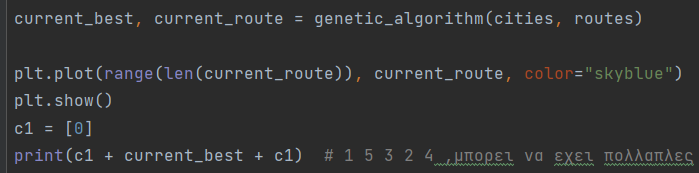 current_best, current_route = genetic_algorithm(cities, routes)
plt.plot(range(len(current_route)), current_route, color="skyblue")
plt.show()
c1 = [0]
print(c1 + current_best + c1)  # 1 5 3 2 4 ,μπορει να εχει πολλαπλες